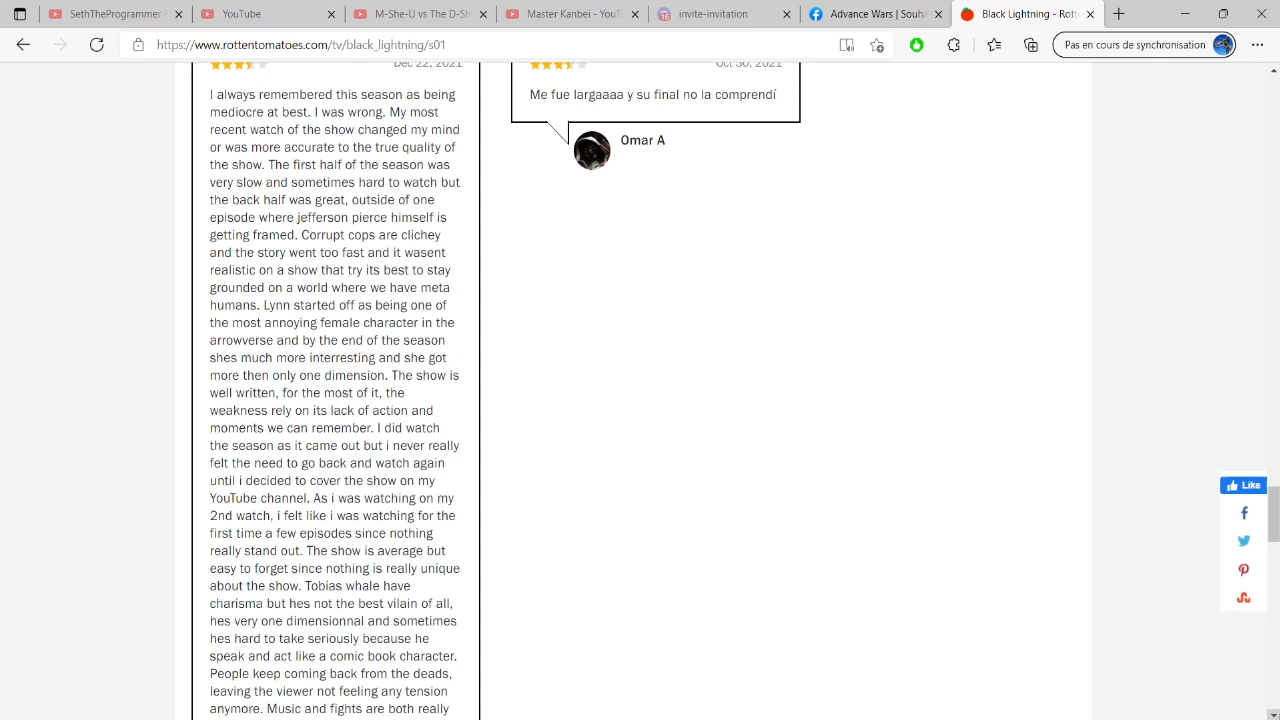 SethTheProgrammer
YouTube
M-She-U vs The D-Sh
Master Kanbei - YouT
16
invite-invitation
Advance Wars | Souha
Black Lightning - Rott
https://www.rottentomatoes.com/tv/black_lightning/s01
Pas en cours de synchronisation
Dec 22, 2021
I always remembered this season as being
mediocre at best. I was wrong. My most
recent watch of the show changed my mind
or was more accurate to the true quality of
the show. The first half of the season was
very slow and sometimes hard to watch but
the back half was great, outside of one
episode where jefferson pierce himself is
getting framed. Corrupt cops are clichey
and the story went too fast and it wasent
realistic on a show that try its best to stay
grounded on a world where we have meta
humans. Lynn started off as being one of
the most annoying female character in the
arrowverse and by the end of the season
shes much more interresting and she got
more then only one dimension. The show is
well written, for the most of it, the
weakness rely on its lack of action and
moments we can remember. I did watch
the season as it came out but i never really
felt the need to go back and watch again
until i decided to cover the show on my
YouTube channel. As i was watching on my
2nd watch, i felt like i was watching for the
first time a few episodes since nothing
really stand out. The show is average but
easy to forget since nothing is really unique
about the show. Tobias whale have
charisma but hes not the best vilain of all,
hes very one dimensionnal and sometimes
hes hard to take seriously because he
speak and act like a comic book character.
People keep coming back from the deads,
leaving the viewer not feeling any tension
anymore. Music and fights are both really
Oct 30, 2021
Me fue largaaaa y su final no la comprendí
Omar A
Like